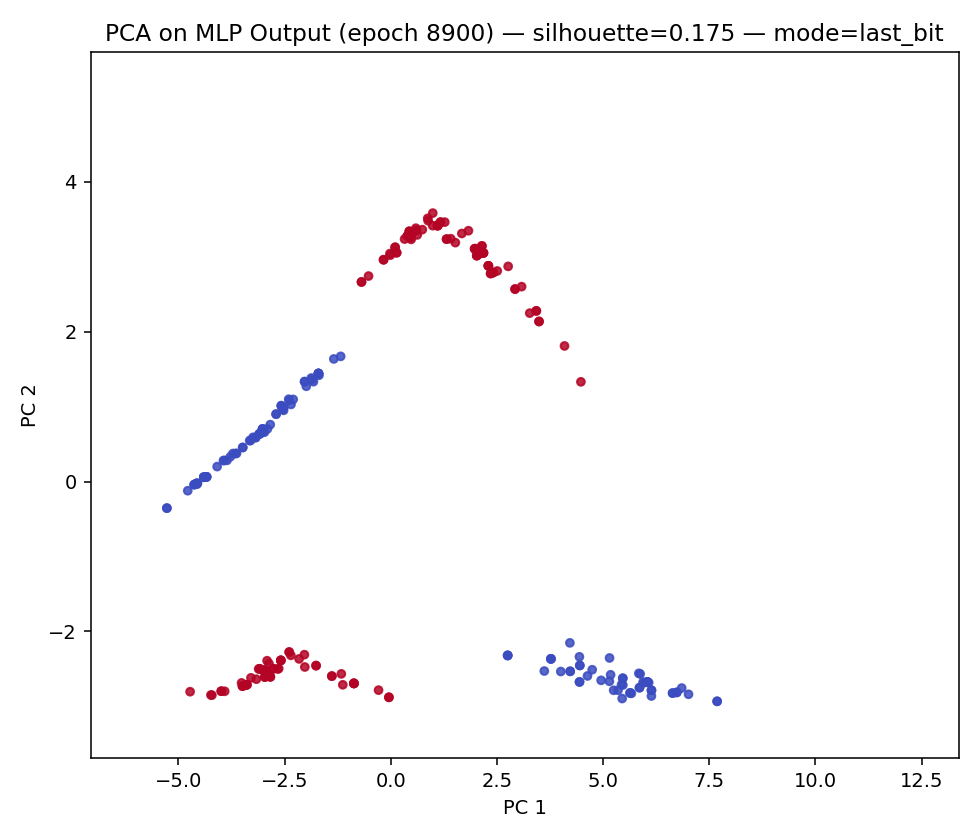 PCA on MLP Output (epoch 8900) — silhouette=0.175 — mode=last_bit
PC 2
4
2
0
−2
−5.0 −2.5 0.0 2.5 5.0 7.5 10.0 12.5
PC 1